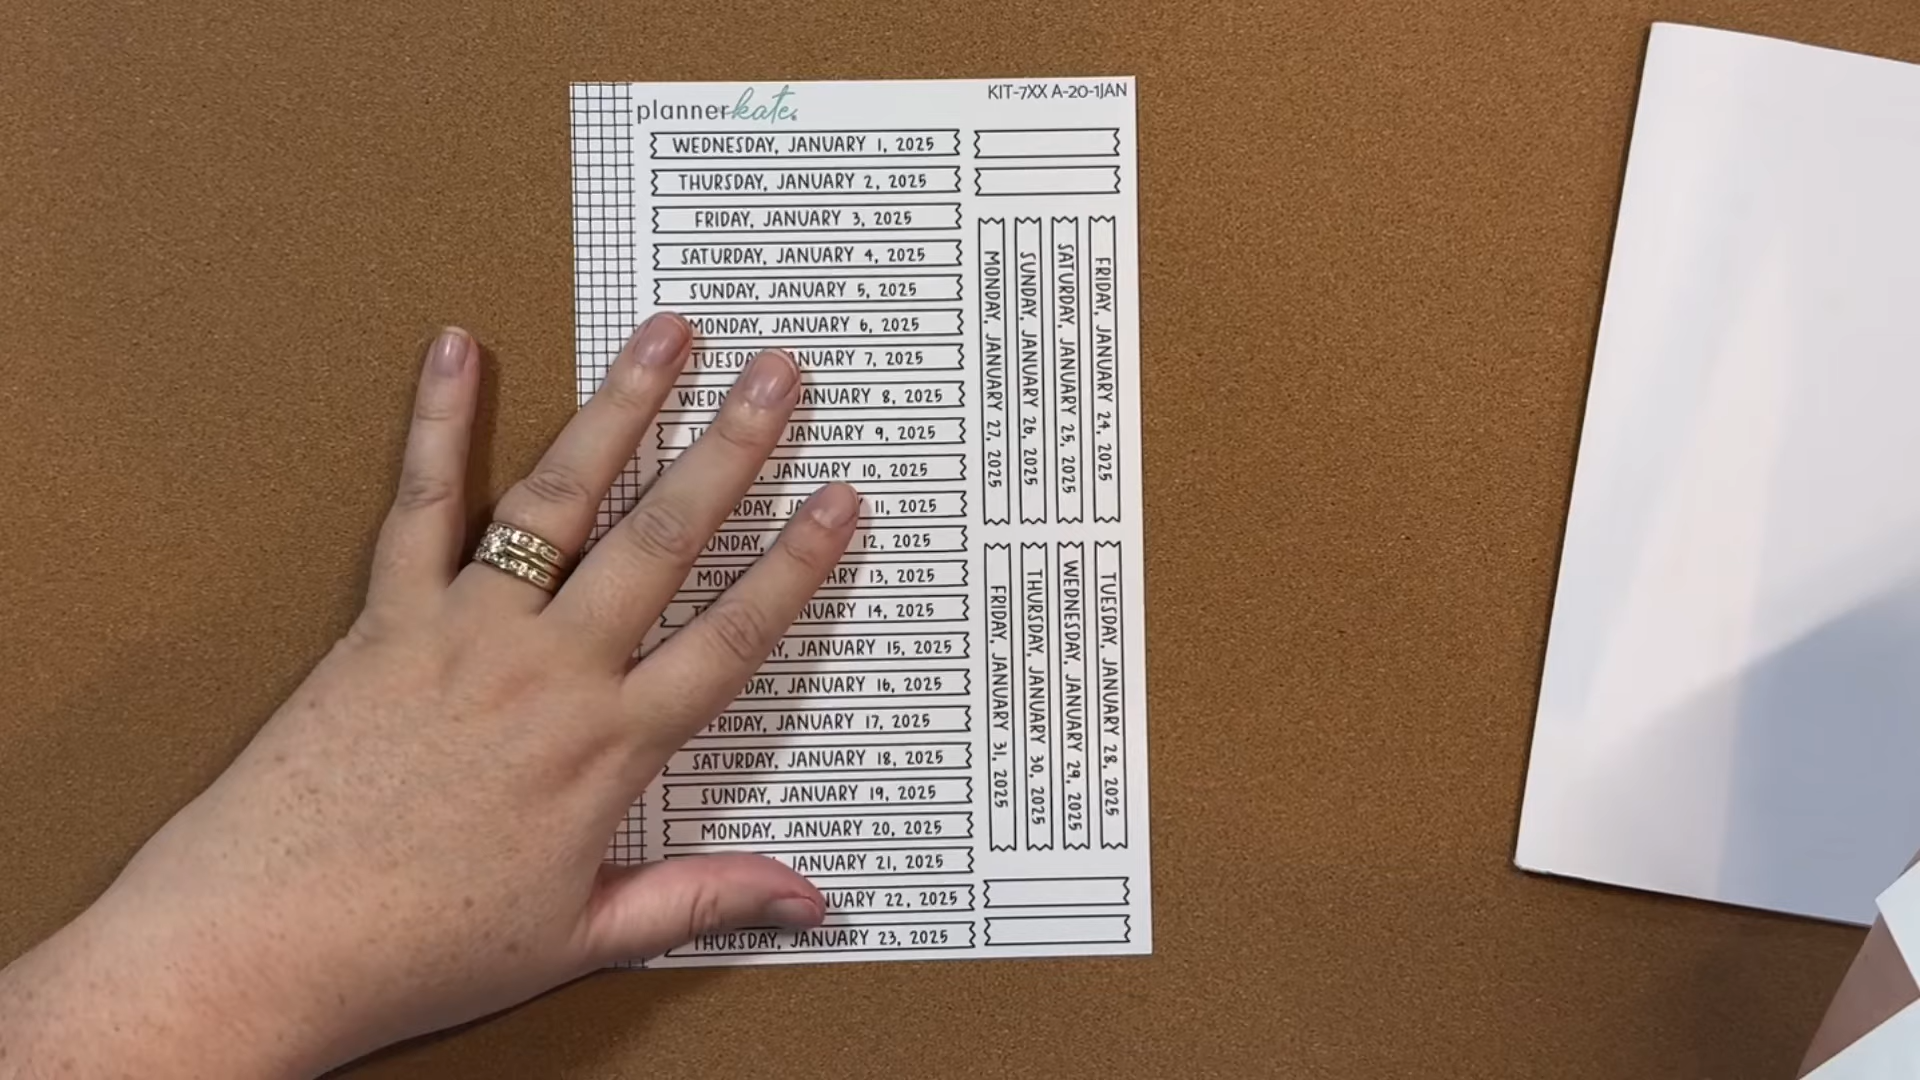 plannerkate
KIT-7XX A-20-1JAN
WEDNESDAY, JANUARY 1, 2025
THURSDAY, JANUARY 2, 2025
FRIDAY, JANUARY 3, 2025
SATURDAY, JANUARY 4, 2025
SUNDAY, JANUARY 5, 2025
MONDAY, JANUARY 6, 2025
JANUARY 7, 2025
JANUARY 8, 2025
JANUARY 9, 2025
JANUARY 10, 2025
11, 2025
12, 2025
13, 2025
14, 2025
JANUARY 15, 2025
JANUARY 16, 2025
FRIDAY, JANUARY 17, 2025
SATURDAY, JANUARY 18, 2025
SUNDAY, JANUARY 19, 2025
MONDAY, JANUARY 20, 2025
JANUARY 21, 2025
22, 2025
THURSDAY, JANUARY 23, 2025
FRIDAY, JANUARY 24, 2025
SATURDAY, JANUARY 25, 2025
SUNDAY, JANUARY 26, 2025
MONDAY, JANUARY 27, 2025
TUESDAY, JANUARY 28, 2025
WEDNESDAY, JANUARY 29, 2025
THURSDAY, JANUARY 30, 2025
FRIDAY, JANUARY 31, 2025